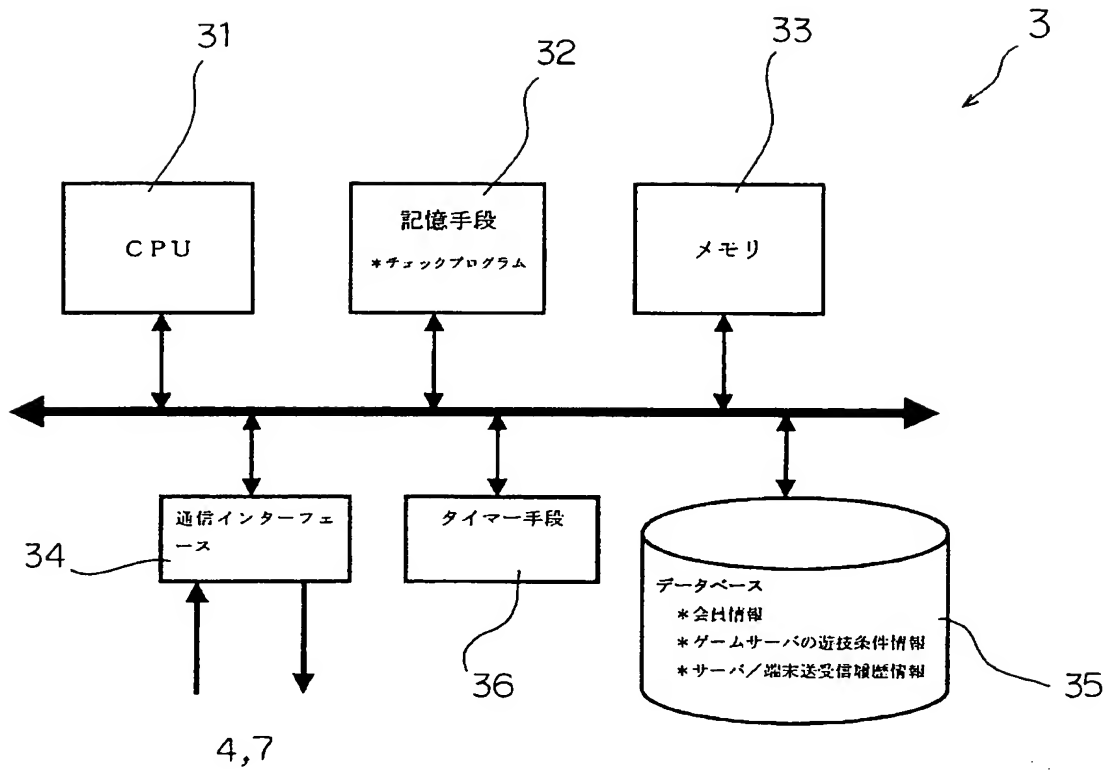 31
32
33
3
CPU
記憶手段
*チェックプログラム
メモリ
通信インターフェ
ース
タイマー手段
データベース
*会員情報
*ゲームサーバの遊技条件情報
*サーバ/端末送受信履歴情報
34
36
35
4,7